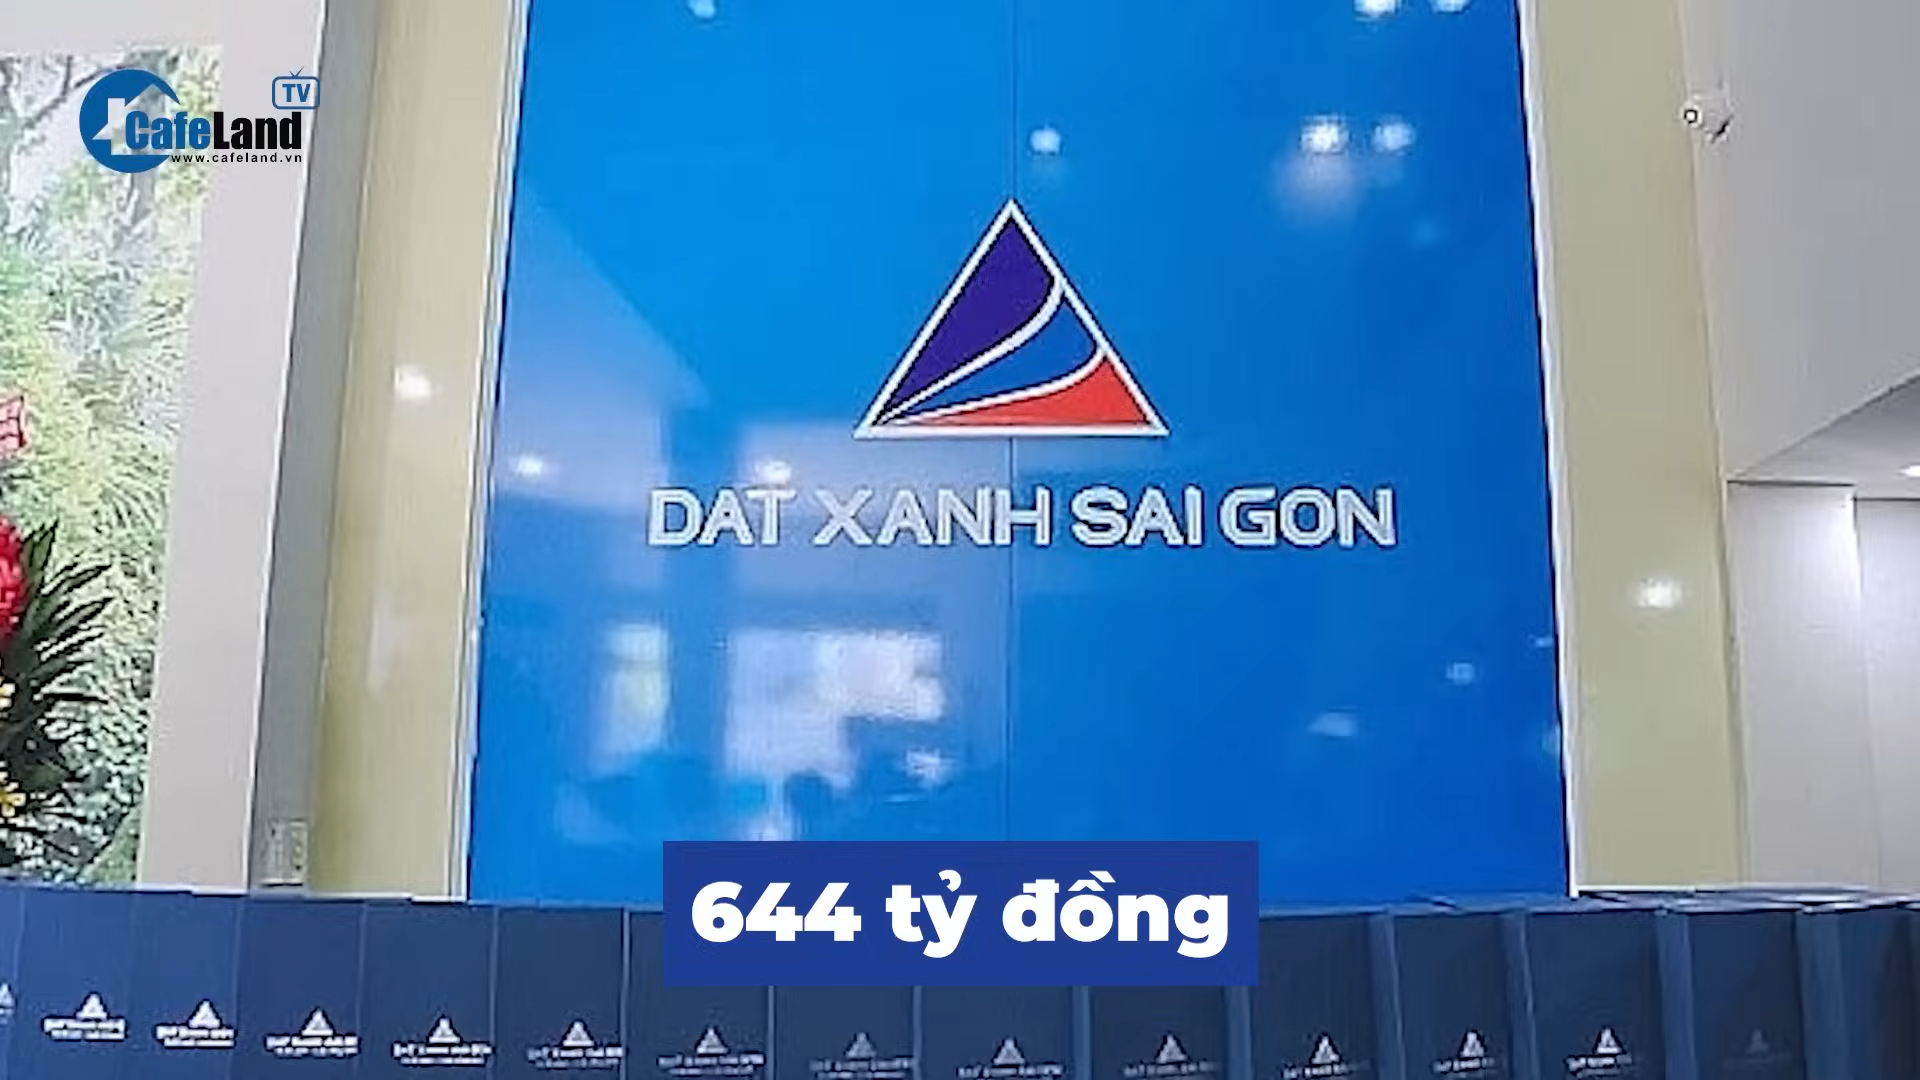 TV
CafeLand
www.cafeland.vn
DAT XANH SAI GON
644 tỷ đồng